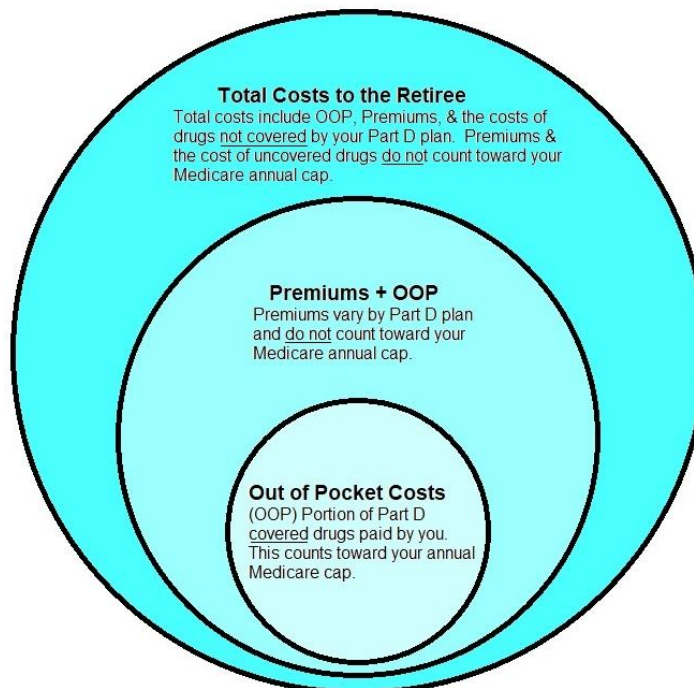 Total Costs to the Retiree
Total costs include OOP, Premiums, & the costs of
drugs not covered by your Part D plan. Premiums &
the cost of uncovered drugs do not count toward your
Medicare annual cap.
Premiums + OOP
Premiums vary by Part D plan
and do not count toward your
Medicare annual cap.
Out of Pocket Costs
(OOP) Portion of Part D
covered drugs paid by you.
This counts toward your annual
Medicare cap.